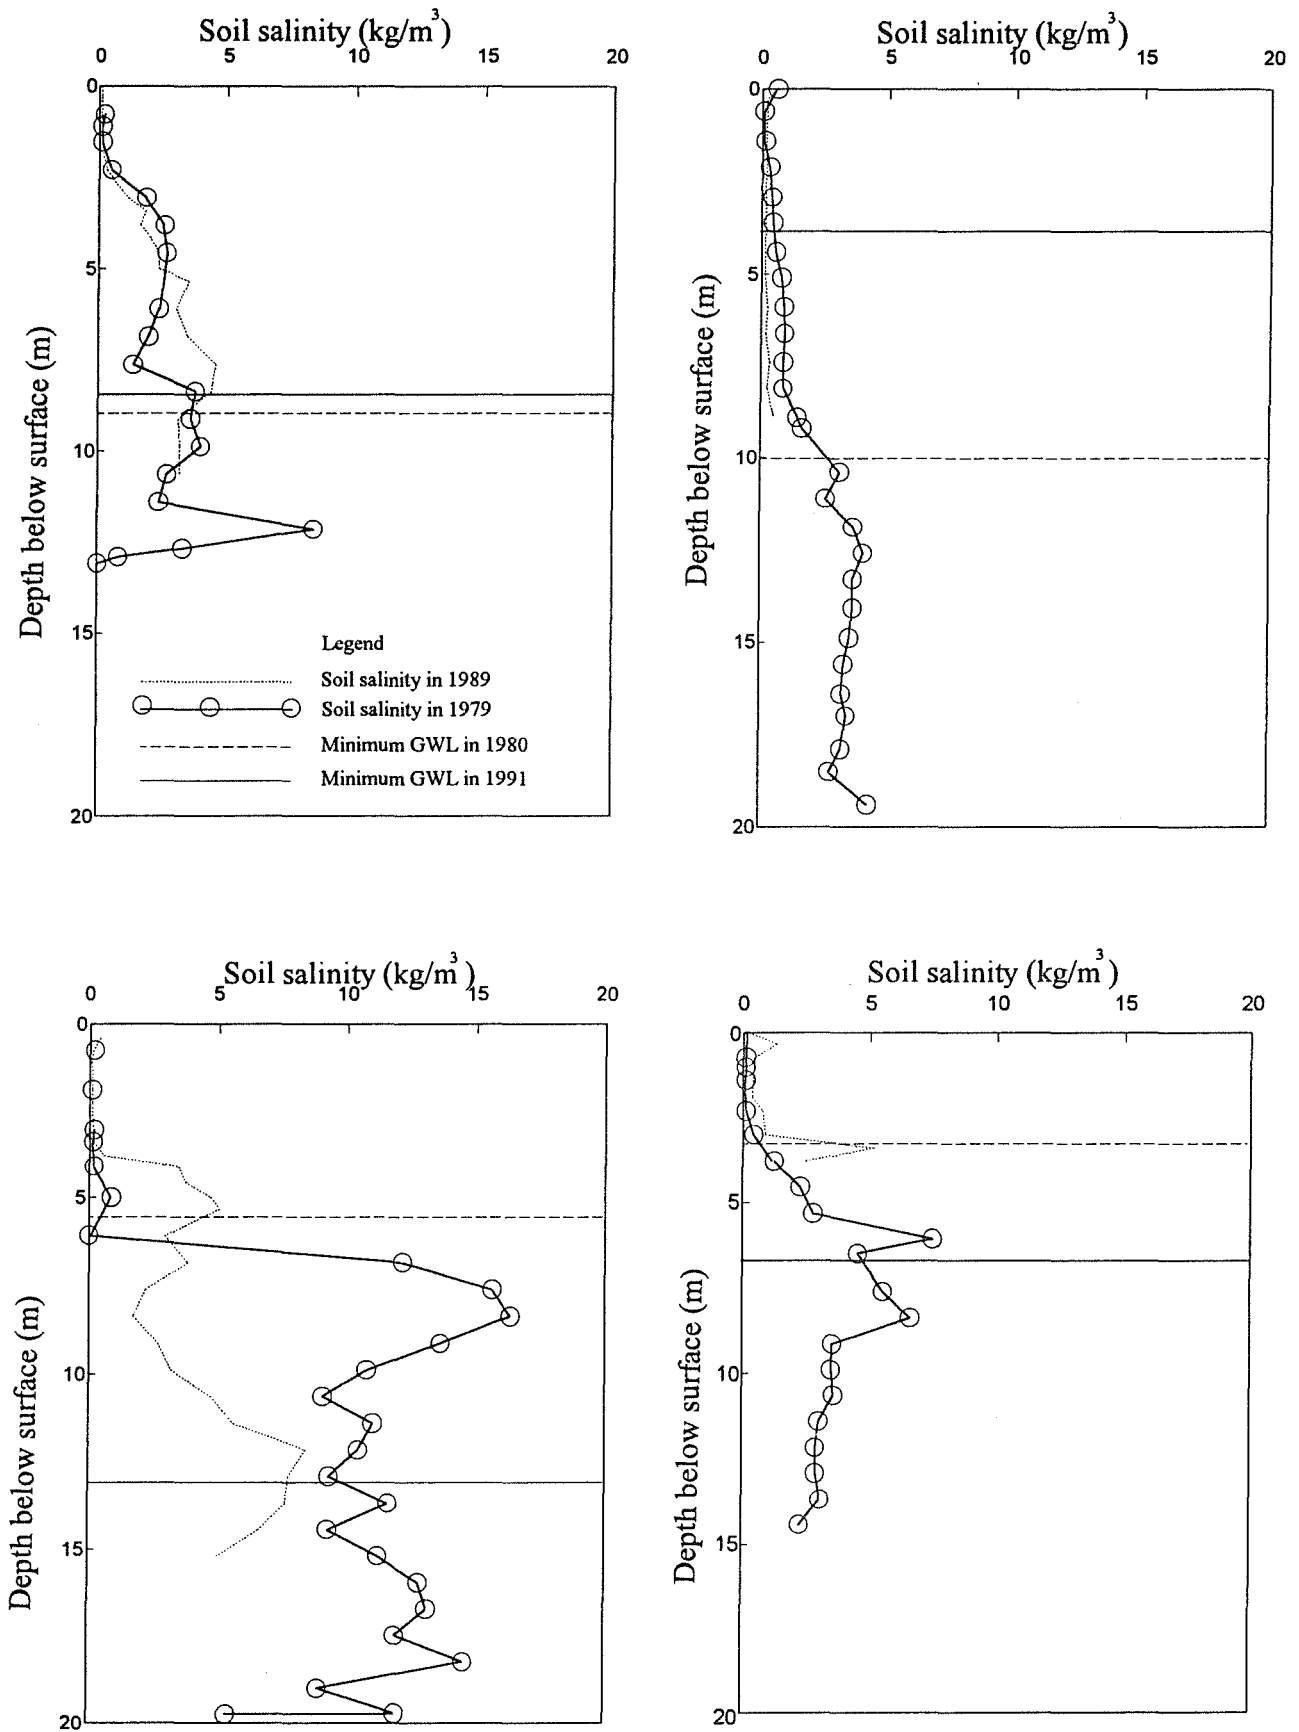 Soil salinity (kg/m³)
0 5 10 15 20
0
5
10
15
20
Depth below surface (m)
Legend
Soil salinity in 1989
Soil salinity in 1979
Minimum GWL in 1980
Minimum GWL in 1991
Soil salinity (kg/m³)
0 5 10 15 20
0
5
10
15
20
Depth below surface (m)
Soil salinity (kg/m³)
0 5 10 15 20
0
5
10
15
20
Depth below surface (m)
Soil salinity (kg/m³)
0 5 10 15 20
0
5
10
15
20
Depth below surface (m)